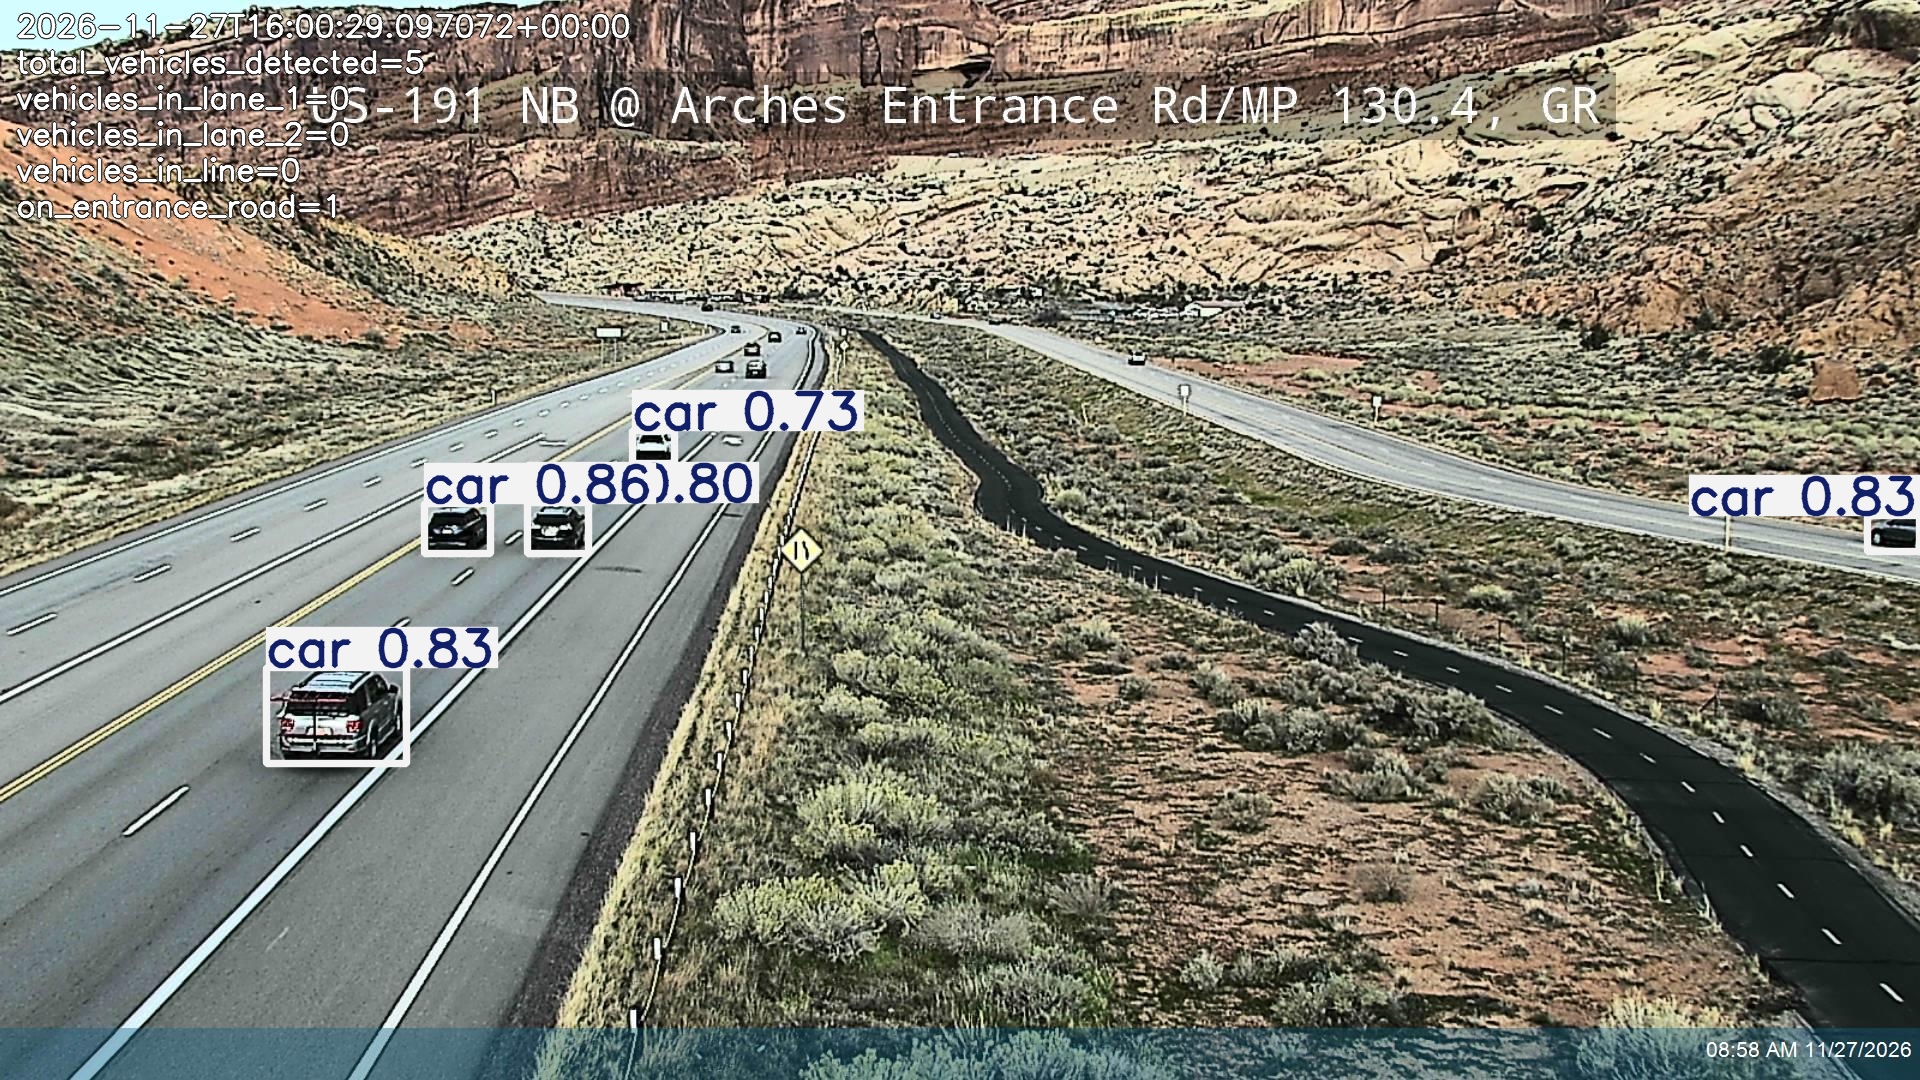 2026-11-27T16:00:29.097072+00:00
total_vehicles_detected=5
vehicles_in_lane_1=0
US-191 NB @ Arches Entrance Rd/MP 130.4, GR
vehicles_in_lane_2=0
vehicles_in_line=0
on_entrance_road=1
car 0.73
car 0.86
).80
car 0.83
car 0.83
08:58 AM 11/27/2026